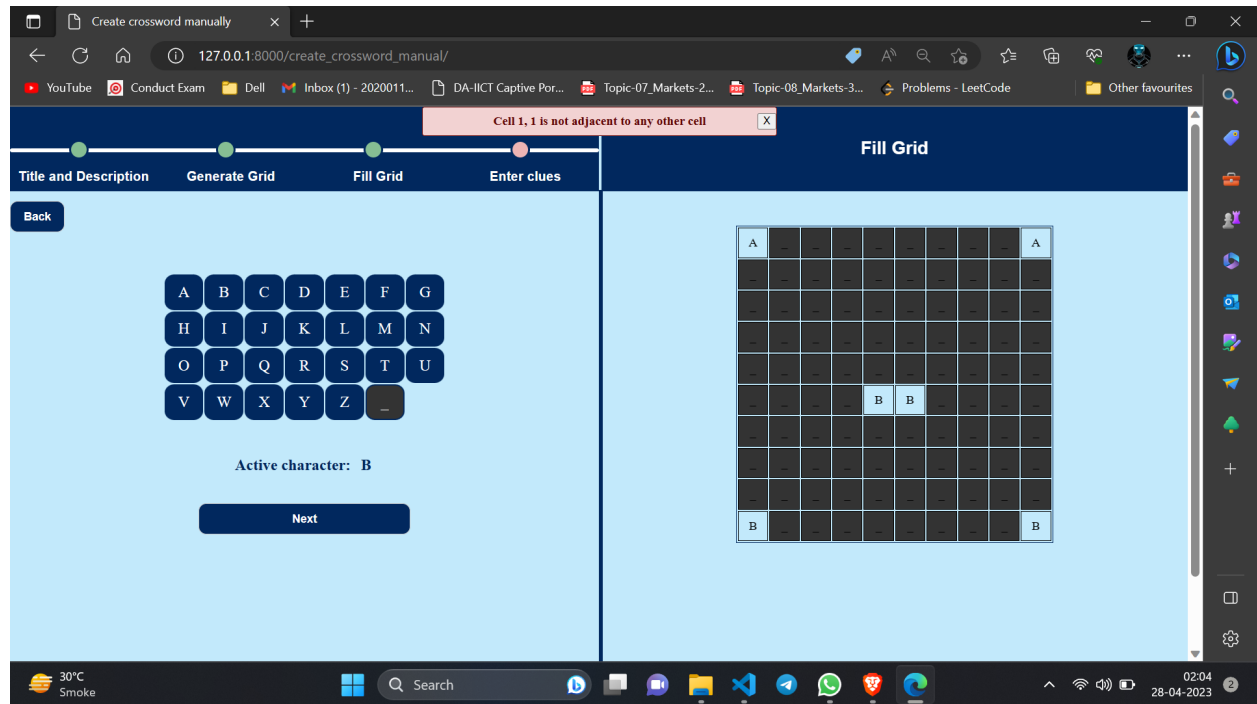 Create crossword manually
127.0.0.1:8000/create_crossword_manual/
YouTube Conduct Exam Dell Inbox (1) - 2020011... DA-IICT Captive Por... Topic-07_Markets-2... Topic-08_Markets-3... Problems - LeetCode Other favourites
Cell 1, 1 is not adjacent to any other cell X
Title and Description Generate Grid Fill Grid Enter clues
Fill Grid
Back
A B C D E F G
H I J K L M N
O P Q R S T U
V W X Y Z _
Active character: B
Next
A _ _ _ _ _ _ _ _ A
_ _ _ _ _ _ _ _ _ _
_ _ _ _ _ _ _ _ _ _
_ _ _ _ _ _ _ _ _ _
_ _ _ _ _ _ _ _ _ _
_ _ _ _ B B _ _ _ _
_ _ _ _ _ _ _ _ _ _
_ _ _ _ _ _ _ _ _ _
_ _ _ _ _ _ _ _ _ _
B _ _ _ _ _ _ _ _ B
30°C
Smoke
Search
02:04
28-04-2023
2